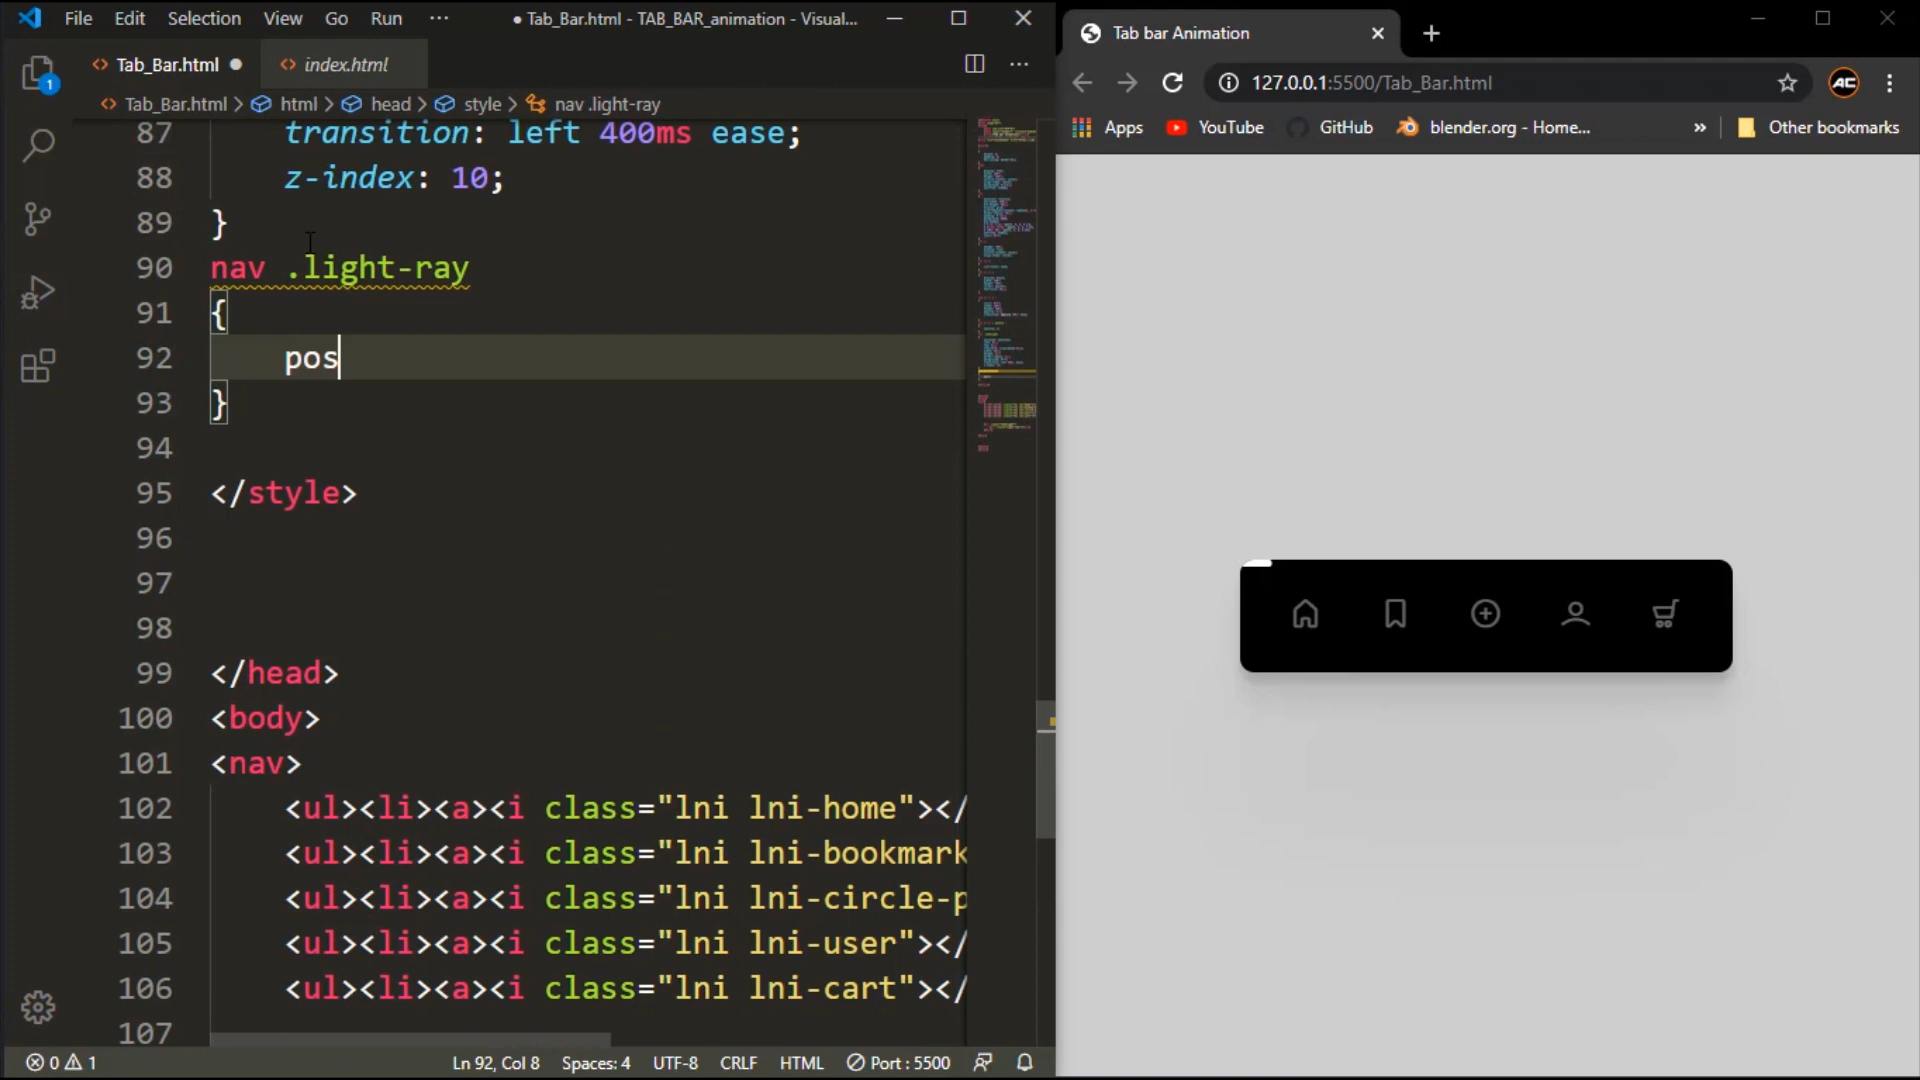 File Edit Selection View Go Run ··· ● Tab_Bar.html - TAB_BAR_animation - Visual...
Tab_Bar.html index.html
Tab_Bar.html > html > head > style > nav .light-ray
87 transition: left 400ms ease;
88 z-index: 10;
89 }
90 nav .light-ray
91 {
92 pos
93 }
94
95 </style>
96
97
98
99 </head>
100 <body>
101 <nav>
102 <ul><li><a><i class="lni lni-home"></
103 <ul><li><a><i class="lni lni-bookmark
104 <ul><li><a><i class="lni lni-circle-p
105 <ul><li><a><i class="lni lni-user"></
106 <ul><li><a><i class="lni lni-cart"></
107
1
0 1 Ln 92, Col 8 Spaces: 4 UTF-8 CRLF HTML Port : 5500
Tab bar Animation
127.0.0.1:5500/Tab_Bar.html
AC
Apps YouTube GitHub blender.org - Home... » Other bookmarks